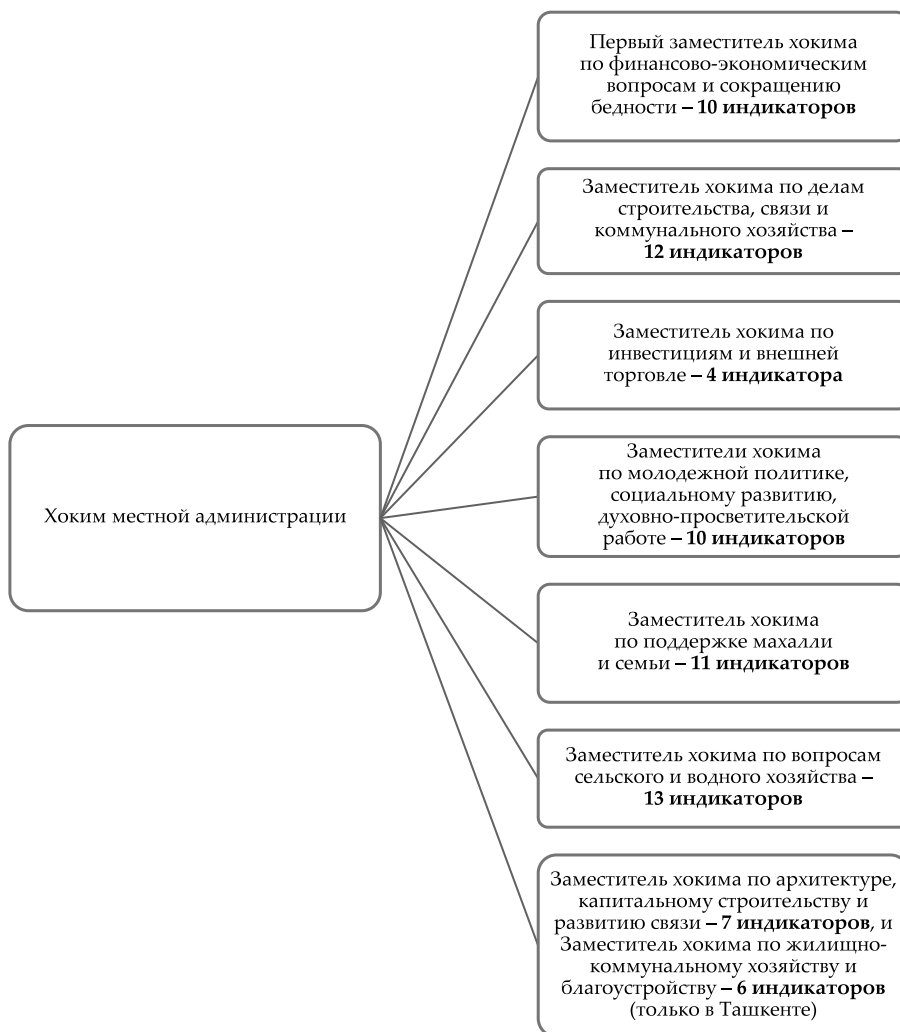 Первый заместитель хокима
по финансово-экономическим
вопросам и сокращению
бедности – 10 индикаторов
Заместитель хокима по делам
строительства, связи и
коммунального хозяйства –
12 индикаторов
Заместитель хокима по
инвестициям и внешней
торговле – 4 индикатора
Хоким местной администрации
Заместители хокима
по молодежной политике,
социальному развитию,
духовно-просветительской
работе – 10 индикаторов
Заместитель хокима
по поддержке махалли
и семьи – 11 индикаторов
Заместитель хокима по вопросам
сельского и водного хозяйства –
13 индикаторов
Заместитель хокима по архитектуре,
капитальному строительству и
развитию связи – 7 индикаторов, и
Заместитель хокима по жилищно-
коммунальному хозяйству и
благоустройству – 6 индикаторов
(только в Ташкенте)